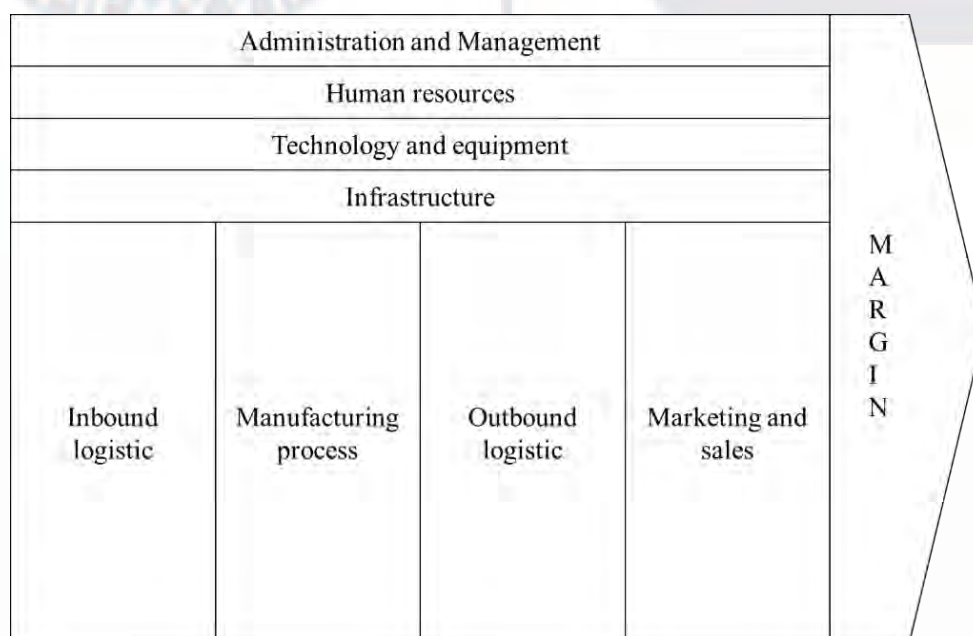 Administration and Management
Human resources
Technology and equipment
Infrastructure
Inbound
logistic
Manufacturing
process
Outbound
logistic
Marketing and
sales
M
A
R
G
I
N